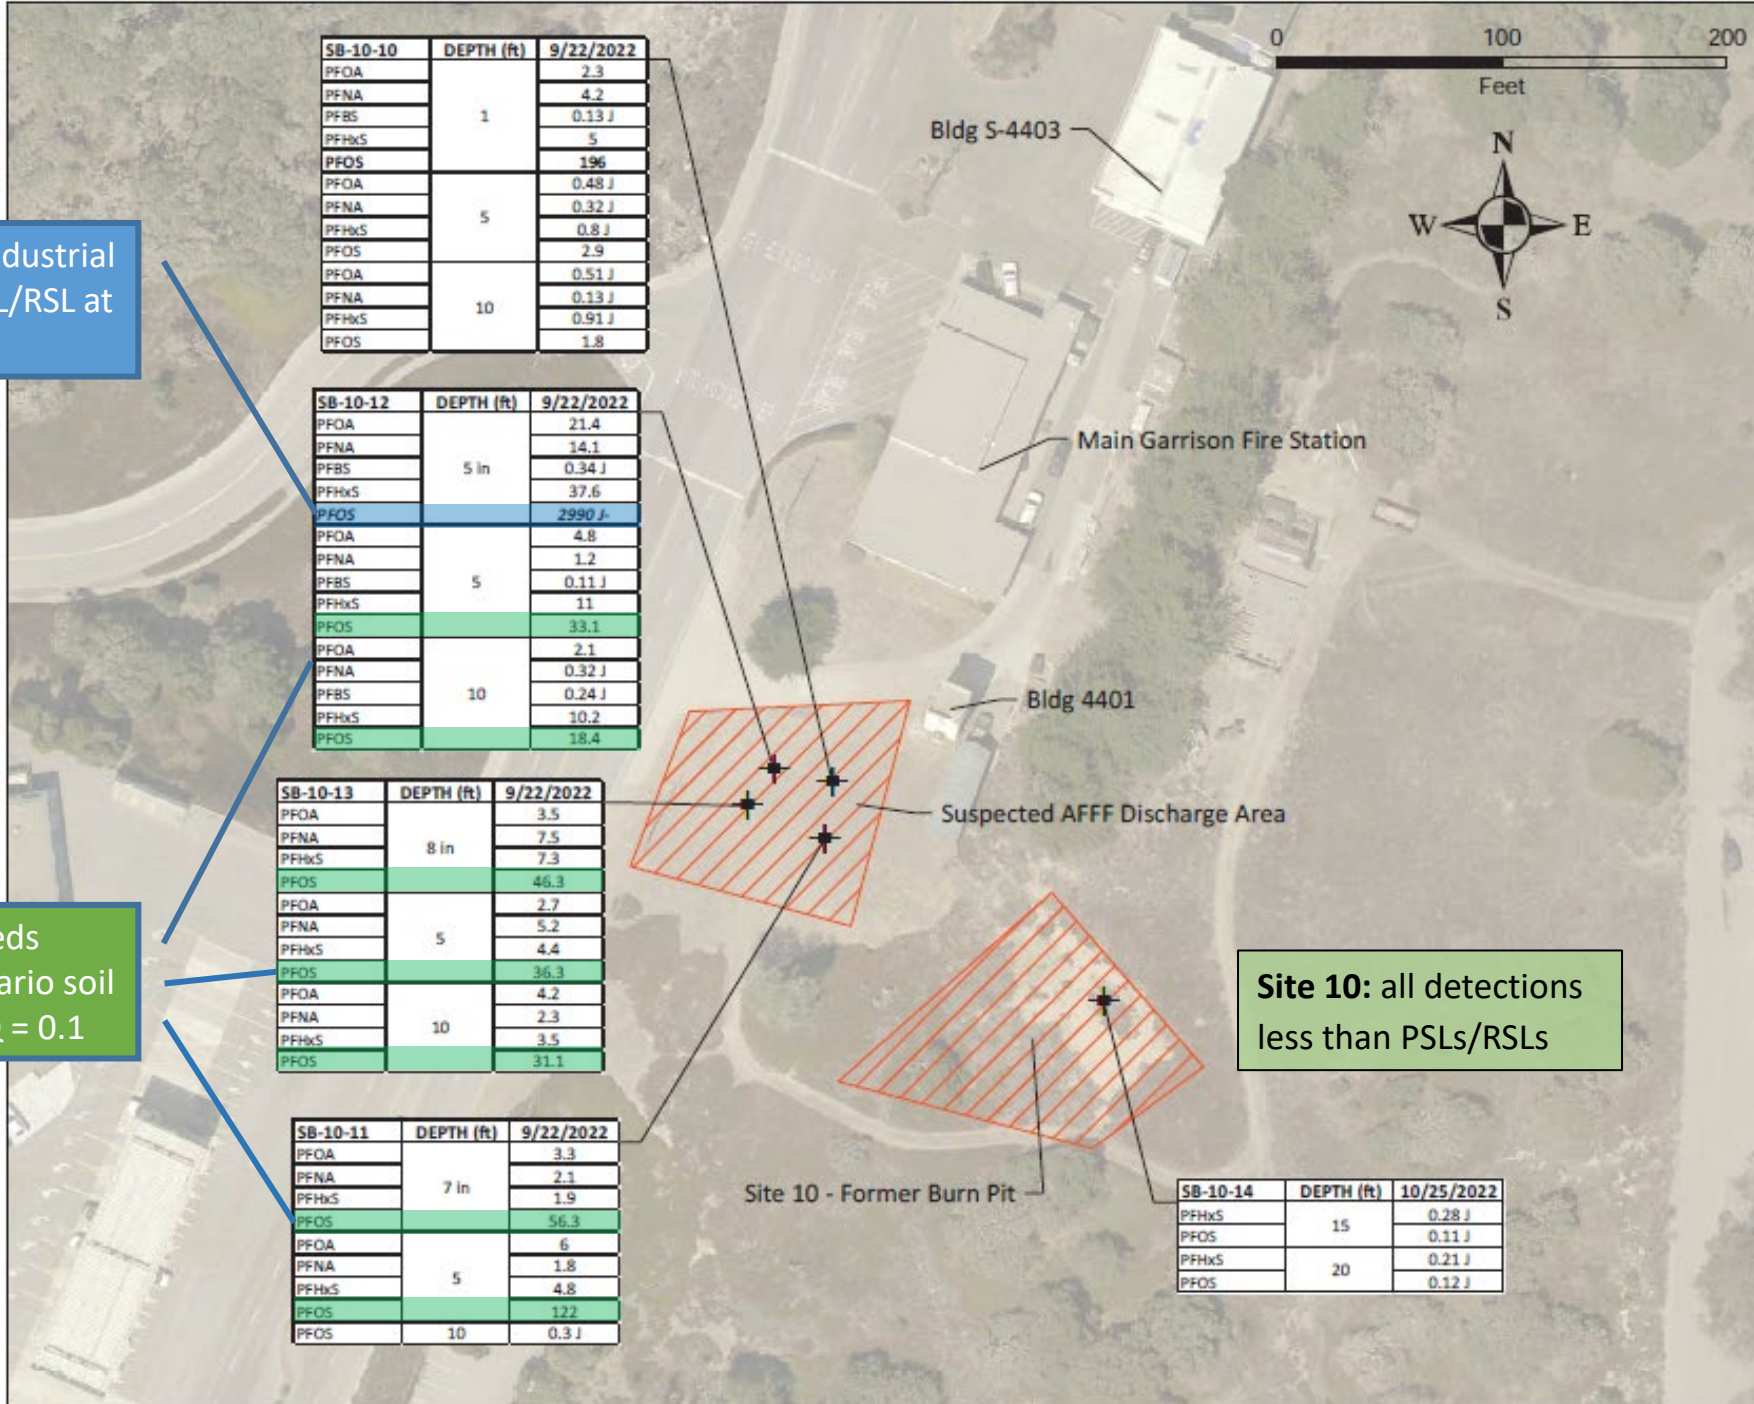 SB-10-10 DEPTH (ft) 9/22/2022
PFOA 2.3
PFNA 4.2
PFBS 1 0.13 J
PFHxS 5
PFOS 196
PFOA 0.48 J
PFNA 5 0.32 J
PFHxS 0.8 J
PFOS 2.9
PFOA 0.51 J
PFNA 10 0.13 J
PFHxS 0.91 J
PFOS 1.8
0 100 200
Feet
N
W E
S
Bldg S-4403
dustrial
L/RSL at
SB-10-12 DEPTH (ft) 9/22/2022
PFOA 21.4
PFNA 14.1
PFBS 5 in 0.34 J
PFHxS 37.6
PFOS 2990 J-
PFOA 4.8
PFNA 1.2
PFBS 5 0.11 J
PFHxS 11
PFOS 33.1
PFOA 2.1
PFNA 0.32 J
PFBS 10 0.24 J
PFHxS 10.2
PFOS 18.4
Main Garrison Fire Station
Bldg 4401
Suspected AFFF Discharge Area
SB-10-13 DEPTH (ft) 9/22/2022
PFOA 3.5
PFNA 8 in 7.5
PFHxS 7.3
PFOS 46.3
PFOA 2.7
PFNA 5 5.2
PFHxS 4.4
PFOS 36.3
PFOA 4.2
PFNA 10 2.3
PFHxS 3.5
PFOS 31.1
eds
ario soil
= 0.1
Site 10: all detections
less than PSLs/RSLs
SB-10-11 DEPTH (ft) 9/22/2022
PFOA 3.3
PFNA 7 in 2.1
PFHxS 1.9
PFOS 56.3
PFOA 6
PFNA 5 1.8
PFHxS 4.8
PFOS 122
PFOS 10 0.3 J
Site 10 - Former Burn Pit
SB-10-14 DEPTH (ft) 10/25/2022
PFHxS 15 0.28 J
PFOS 0.11 J
PFHxS 20 0.21 J
PFOS 0.12 J